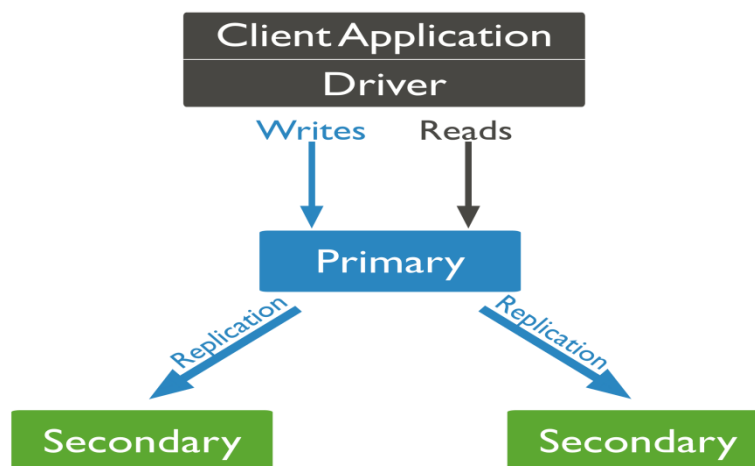 Client Application
Driver
Writes Reads
Primary
Replication Replication
Secondary Secondary